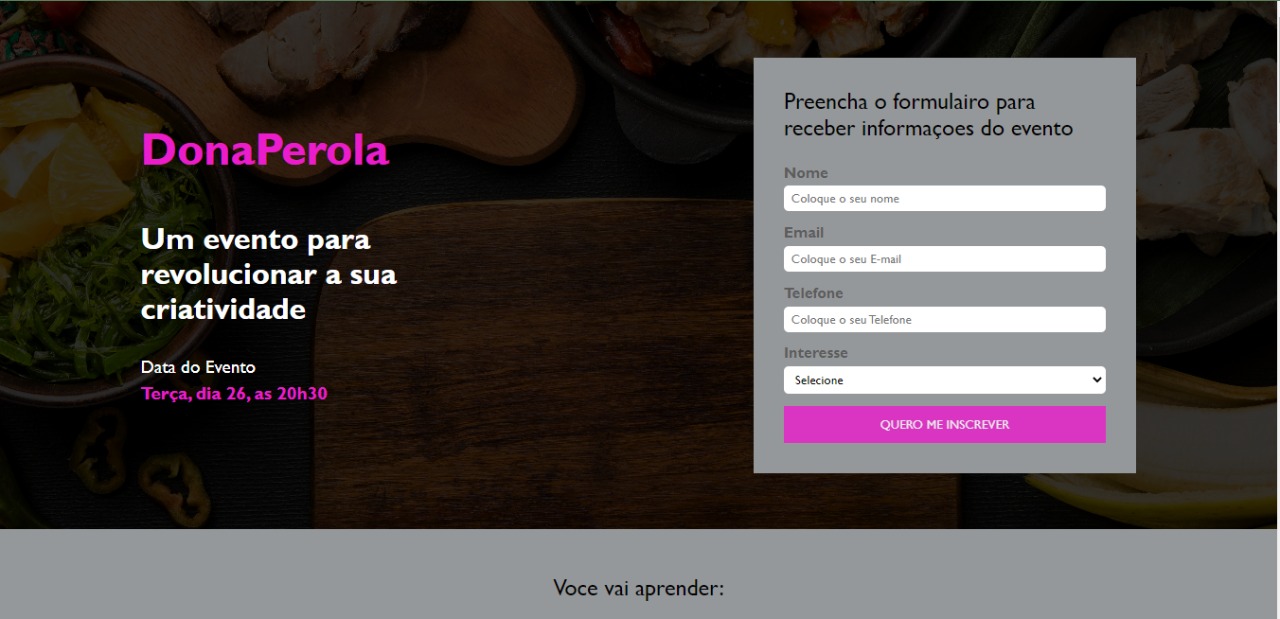 DonaPerola
Um evento para
revolucionar a sua
criatividade
Data do Evento
Terça, dia 26, as 20h30
Preencha o formulairo para
receber informaçoes do evento
Nome
Coloque o seu nome
Email
Coloque o seu E-mail
Telefone
Coloque o seu Telefone
Interesse
Selecione
QUERO ME INSCREVER
Voce vai aprender: